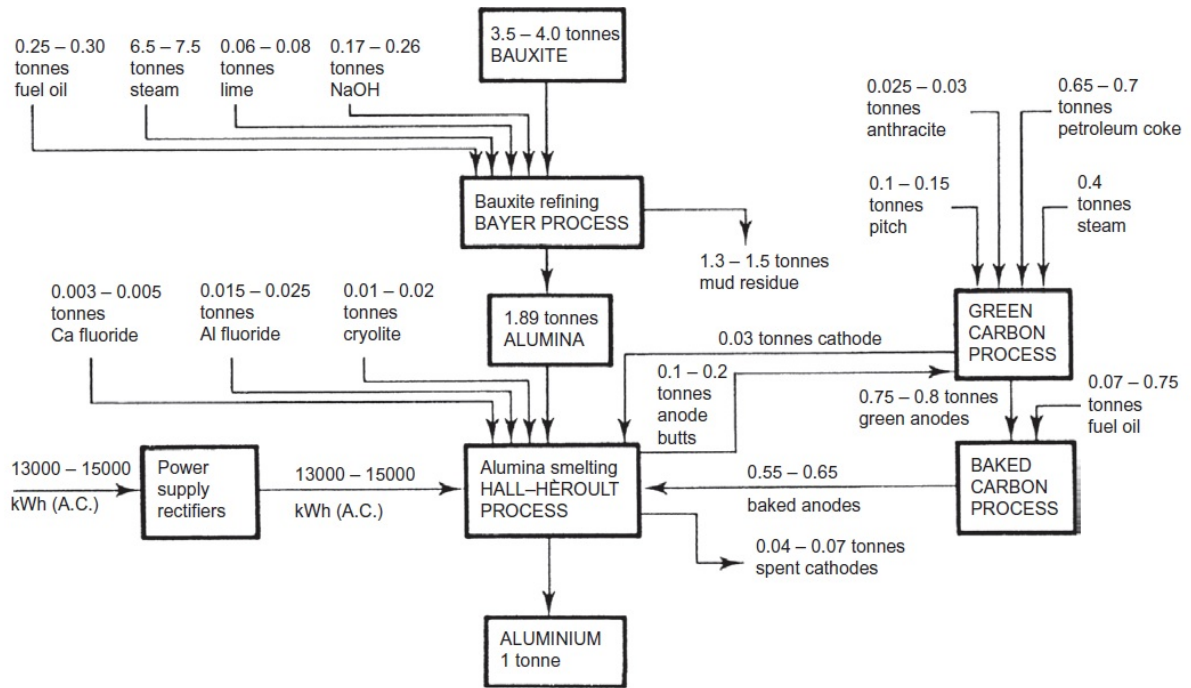 3.5 – 4.0 tonnes
BAUXITE
0.25 – 0.30
tonnes
fuel oil
6.5 – 7.5
tonnes
steam
0.06 – 0.08
tonnes
lime
0.17 – 0.26
tonnes
NaOH
0.025 – 0.03
tonnes
anthracite
0.65 – 0.7
tonnes
petroleum coke
0.1 – 0.15
tonnes
pitch
0.4
tonnes
steam
Bauxite refining
BAYER PROCESS
1.3 – 1.5 tonnes
mud residue
0.003 – 0.005
tonnes
Ca fluoride
0.015 – 0.025
tonnes
Al fluoride
0.01 – 0.02
tonnes
cryolite
1.89 tonnes
ALUMINA
GREEN
CARBON
PROCESS
0.03 tonnes cathode
0.1 – 0.2
tonnes
anode
butts
0.75 – 0.8 tonnes
green anodes
0.07 – 0.75
tonnes
fuel oil
13000 – 15000
kWh (A.C.)
Power
supply
rectifiers
13000 – 15000
kWh (A.C.)
Alumina smelting
HALL–HÈROULT
PROCESS
0.55 – 0.65
baked anodes
BAKED
CARBON
PROCESS
0.04 – 0.07 tonnes
spent cathodes
ALUMINIUM
1 tonne